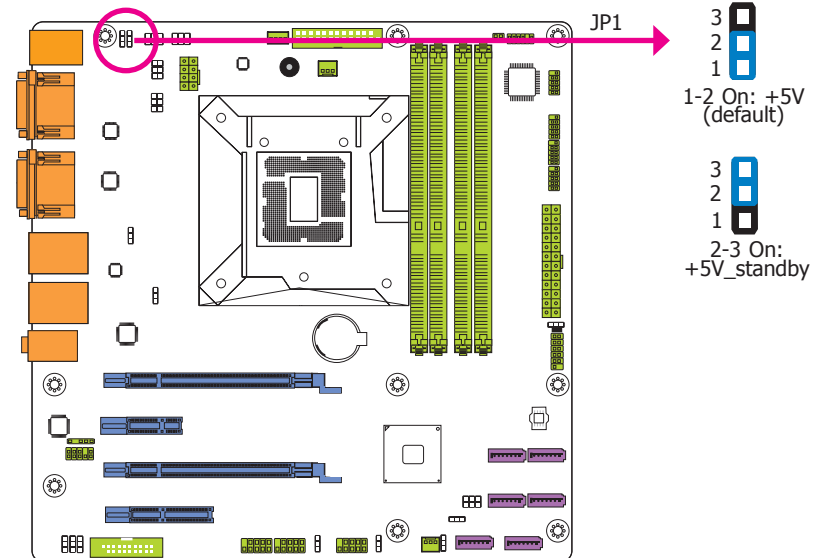 JP1
3
2
1
1-2 On: +5V
(default)
3
2
1
2-3 On:
+5V_standby